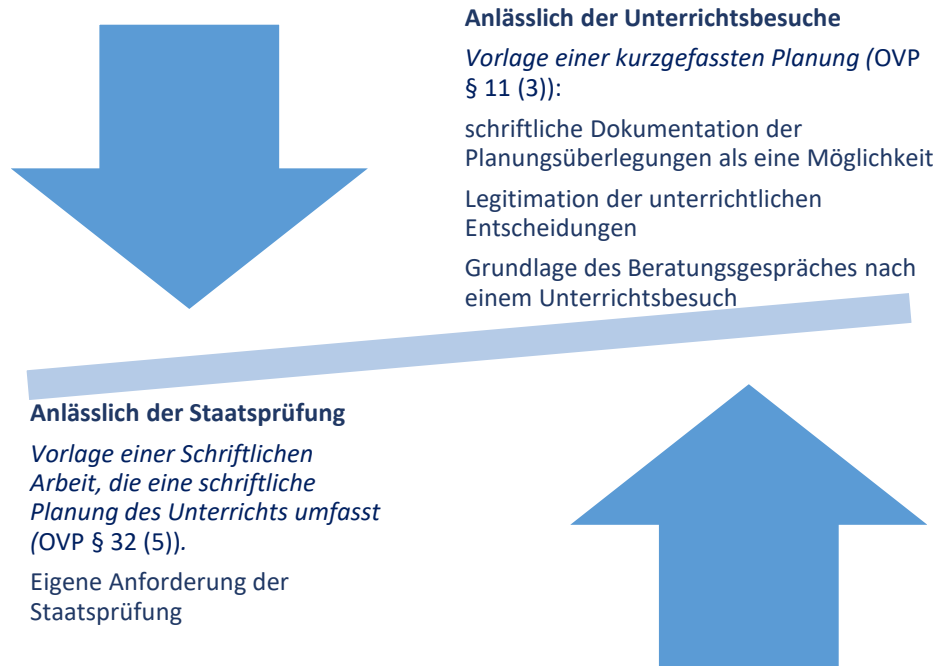 Anlässlich der Unterrichtsbesuche
Vorlage einer kurzgefassten Planung (OVP
§ 11 (3)):
schriftliche Dokumentation der
Planungsüberlegungen als eine Möglichkeit
Legitimation der unterrichtlichen
Entscheidungen
Grundlage des Beratungsgespräches nach
einem Unterrichtsbesuch
Anlässlich der Staatsprüfung
Vorlage einer Schriftlichen
Arbeit, die eine schriftliche
Planung des Unterrichts umfasst
(OVP § 32 (5)).
Eigene Anforderung der
Staatsprüfung